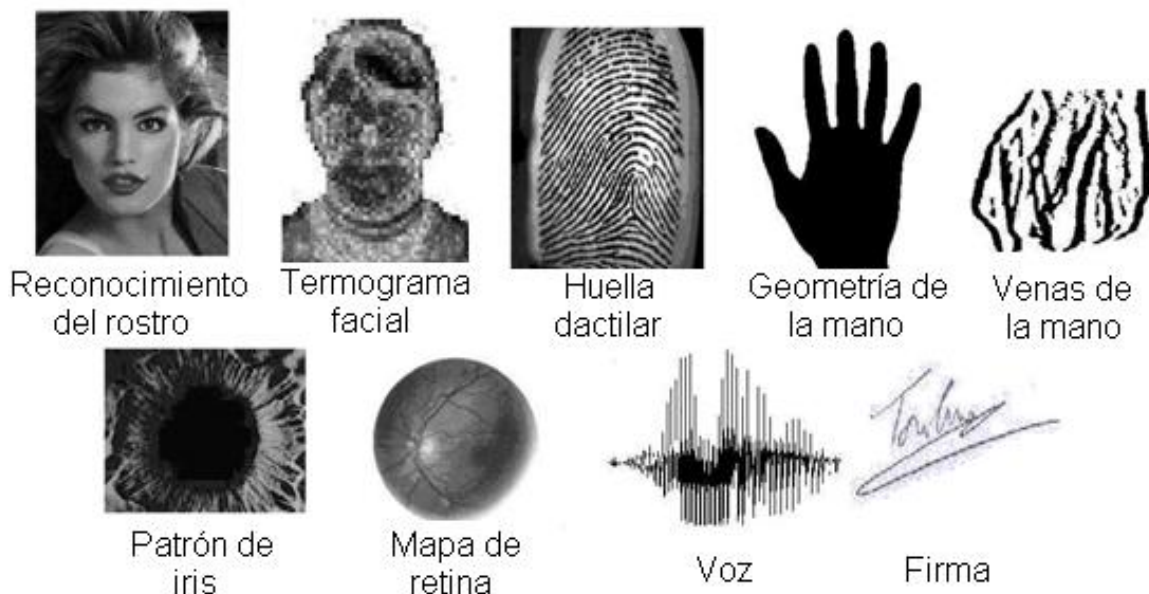 Reconocimiento
del rostro
Termograma
facial
Huella
dactilar
Geometría de
la mano
Venas de
la mano
Patrón de
iris
Mapa de
retina
Voz
Firma